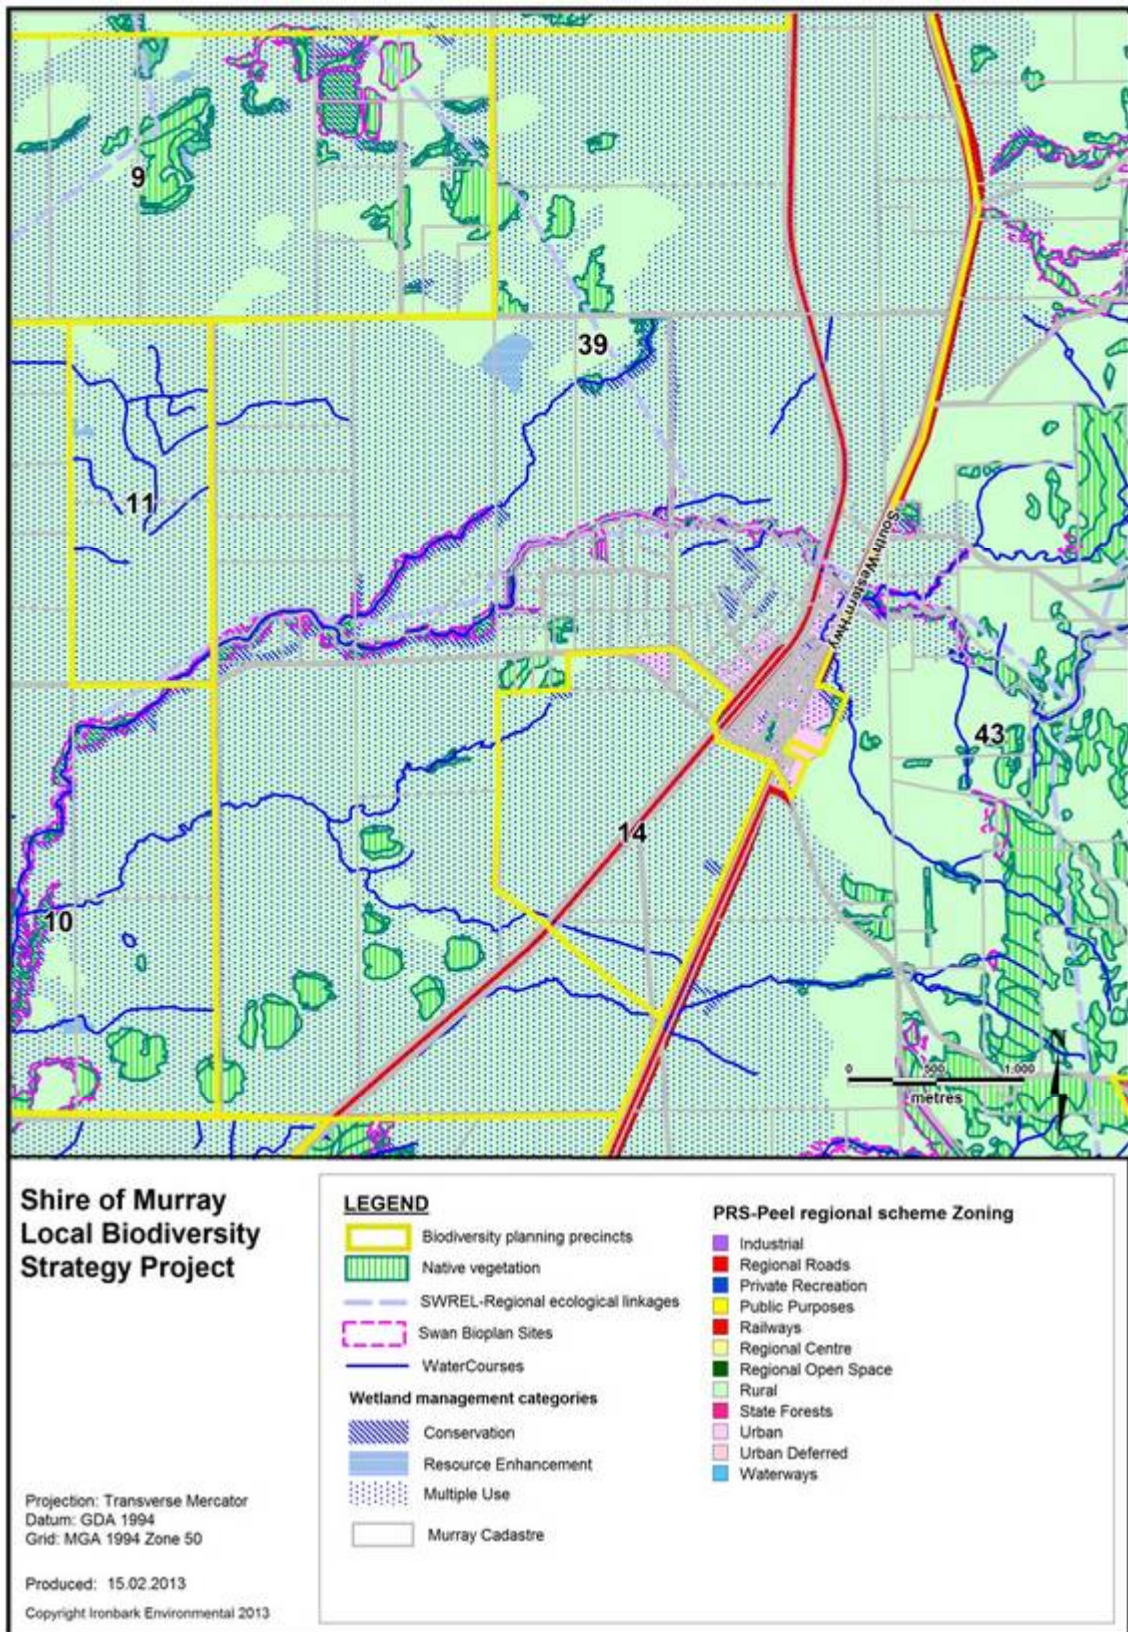 9
39
11
South Western Hwy
43
14
10
N
0 500 1,000
metres
Shire of Murray
Local Biodiversity
Strategy Project
Projection: Transverse Mercator
Datum: GDA 1994
Grid: MGA 1994 Zone 50
Produced: 15.02.2013
Copyright Ironbark Environmental 2013
LEGEND
Biodiversity planning precincts
Native vegetation
SWREL-Regional ecological linkages
Swan Bioplan Sites
WaterCourses
Wetland management categories
Conservation
Resource Enhancement
Multiple Use
Murray Cadastre
PRS-Peel regional scheme Zoning
Industrial
Regional Roads
Private Recreation
Public Purposes
Railways
Regional Centre
Regional Open Space
Rural
State Forests
Urban
Urban Deferred
Waterways